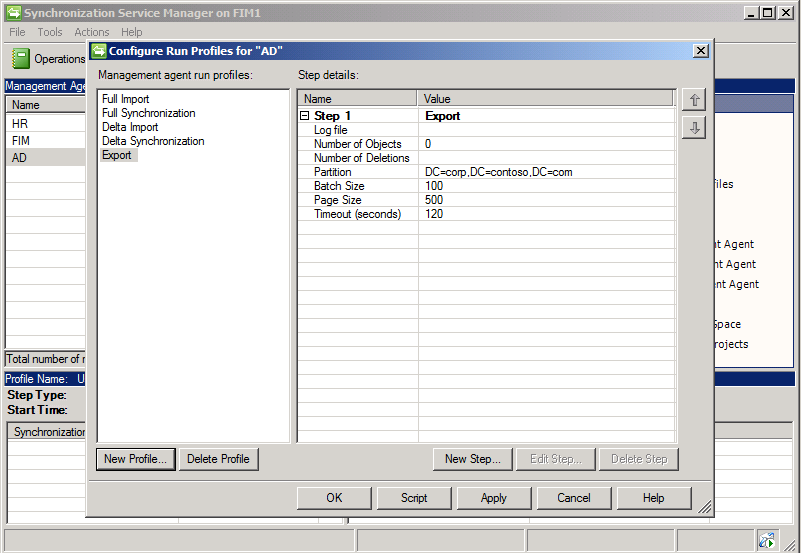 Synchronization Service Manager on FIM1
File Tools Actions Help
Operations
Management Age
Name
HR
FIM
AD
Total number of
Profile Name: U
Step Type:
Start Time:
Synchronization
Configure Run Profiles for "AD"
Management agent run profiles:
Full Import
Full Synchronization
Delta Import
Delta Synchronization
Export
New Profile... Delete Profile
Step details:
Name Value
Step 1 Export
Log file
Number of Objects 0
Number of Deletions
Partition DC=corp,DC=contoso,DC=com
Batch Size 100
Page Size 500
Timeout (seconds) 120
New Step... Edit Step... Delete Step
OK Script Apply Cancel Help
files
nt Agent
nt Agent
ent Agent
Space
rojects